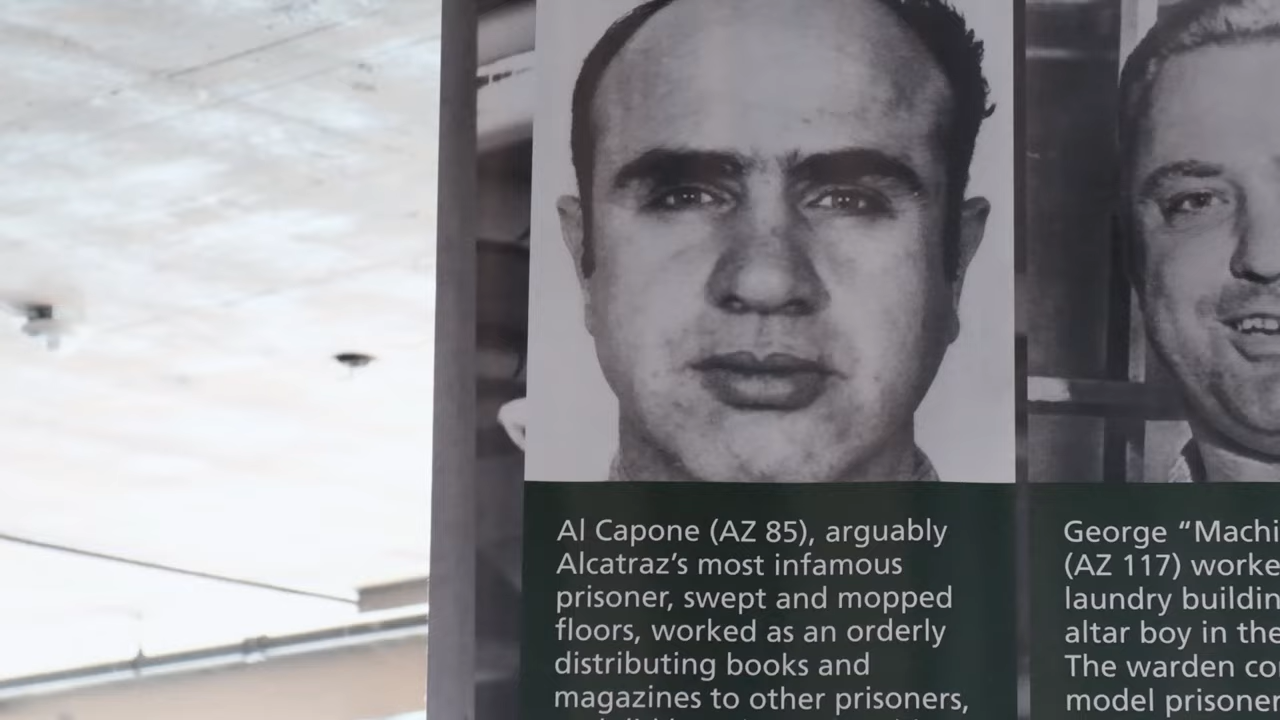 Al Capone (AZ 85), arguably
Alcatraz’s most infamous
prisoner, swept and mopped
floors, worked as an orderly
distributing books and
magazines to other prisoners,
George “Machi
(AZ 117) worke
laundry buildin
altar boy in the
The warden co
model prisoner